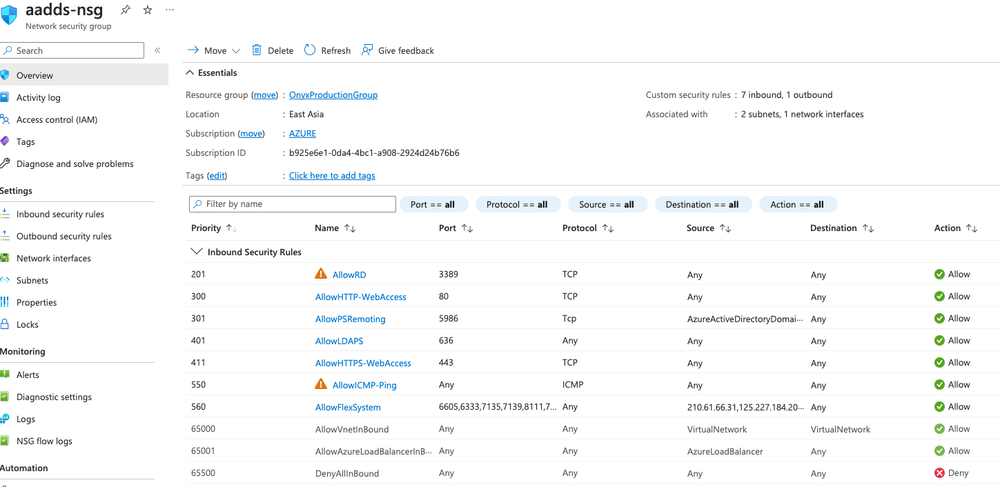 aadds-nsg ...
Network security group
Search «
Overview
Activity log
Access control (IAM)
Tags
Diagnose and solve problems
Settings
Inbound security rules
Outbound security rules
Network interfaces
Subnets
Properties
Locks
Monitoring
Alerts
Diagnostic settings
Logs
NSG flow logs
Automation
Move Delete Refresh Give feedback
Essentials
Resource group (move) : OnyxProductionGroup
Location : East Asia
Subscription (move) : AZURE
Subscription ID : b925e6e1-0da4-4bc1-a908-2924d24b76b6
Tags (edit) : Click here to add tags
Custom security rules : 7 inbound, 1 outbound
Associated with : 2 subnets, 1 network interfaces
Filter by name Port == all Protocol == all Source == all Destination == all Action == all
Priority ↑↓ Name ↑↓ Port ↑↓ Protocol ↑↓ Source ↑↓ Destination ↑↓ Action ↑↓
Inbound Security Rules
201 AllowRD 3389 TCP Any Any Allow
300 AllowHTTP-WebAccess 80 TCP Any Any Allow
301 AllowPSRemoting 5986 Tcp AzureActiveDirectoryDomai... Any Allow
401 AllowLDAPS 636 Any Any Any Allow
411 AllowHTTPS-WebAccess 443 TCP Any Any Allow
550 AllowICMP-Ping Any ICMP Any Any Allow
560 AllowFlexSystem 6605,6333,7135,7139,8111,7... Any 210.61.66.31,125.227.184.20... Any Allow
65000 AllowVnetInBound Any Any VirtualNetwork VirtualNetwork Allow
65001 AllowAzureLoadBalancerInB... Any Any AzureLoadBalancer Any Allow
65500 DenyAllInBound Any Any Any Any Deny